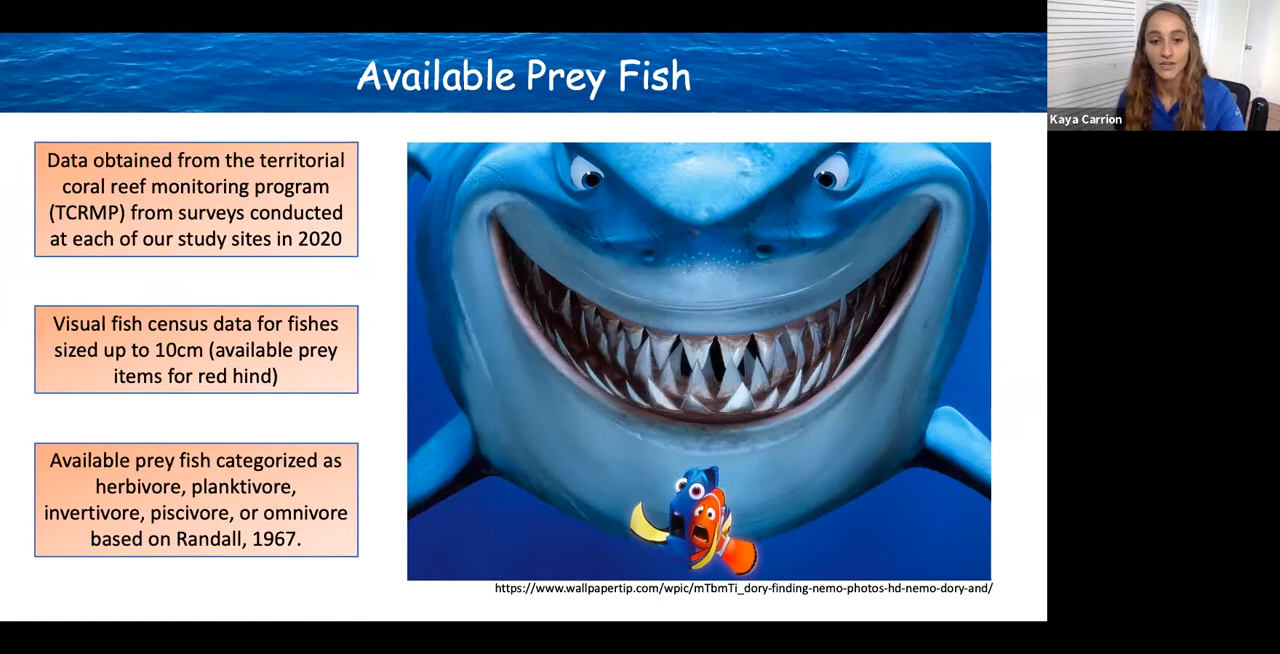 Available Prey Fish
Kaya Carrion
Data obtained from the territorial
coral reef monitoring program
(TCRMP) from surveys conducted
at each of our study sites in 2020
Visual fish census data for fishes
sized up to 10cm (available prey
items for red hind)
Available prey fish categorized as
herbivore, planktivore,
invertivore, piscivore, or omnivore
based on Randall, 1967.
https://www.wallpapertip.com/wpic/mTbmTi_dory-finding-nemo-photos-hd-nemo-dory-and/